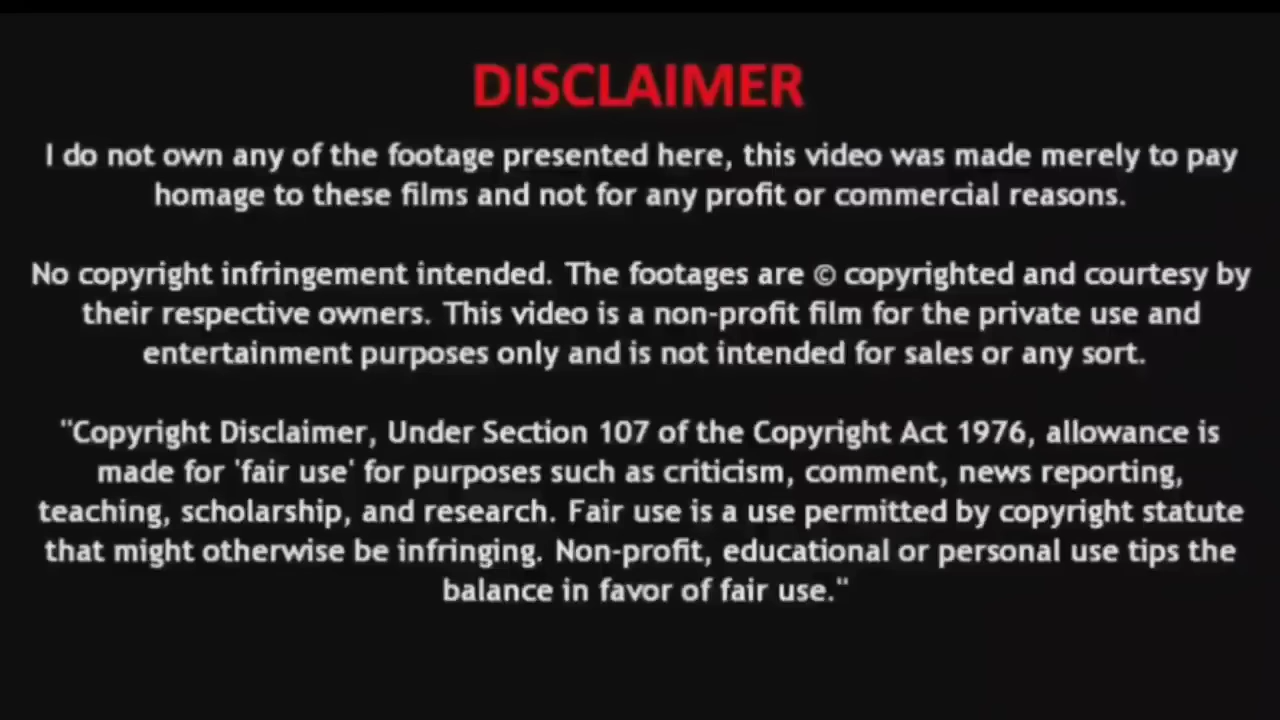 DISCLAIMER
I do not own any of the footage presented here, this video was made merely to pay
homage to these films and not for any profit or commercial reasons.
No copyright infringement intended. The footages are © copyrighted and courtesy by
their respective owners. This video is a non-profit film for the private use and
entertainment purposes only and is not intended for sales or any sort.
"Copyright Disclaimer, Under Section 107 of the Copyright Act 1976, allowance is
made for 'fair use' for purposes such as criticism, comment, news reporting,
teaching, scholarship, and research. Fair use is a use permitted by copyright statute
that might otherwise be infringing. Non-profit, educational or personal use tips the
balance in favor of fair use."